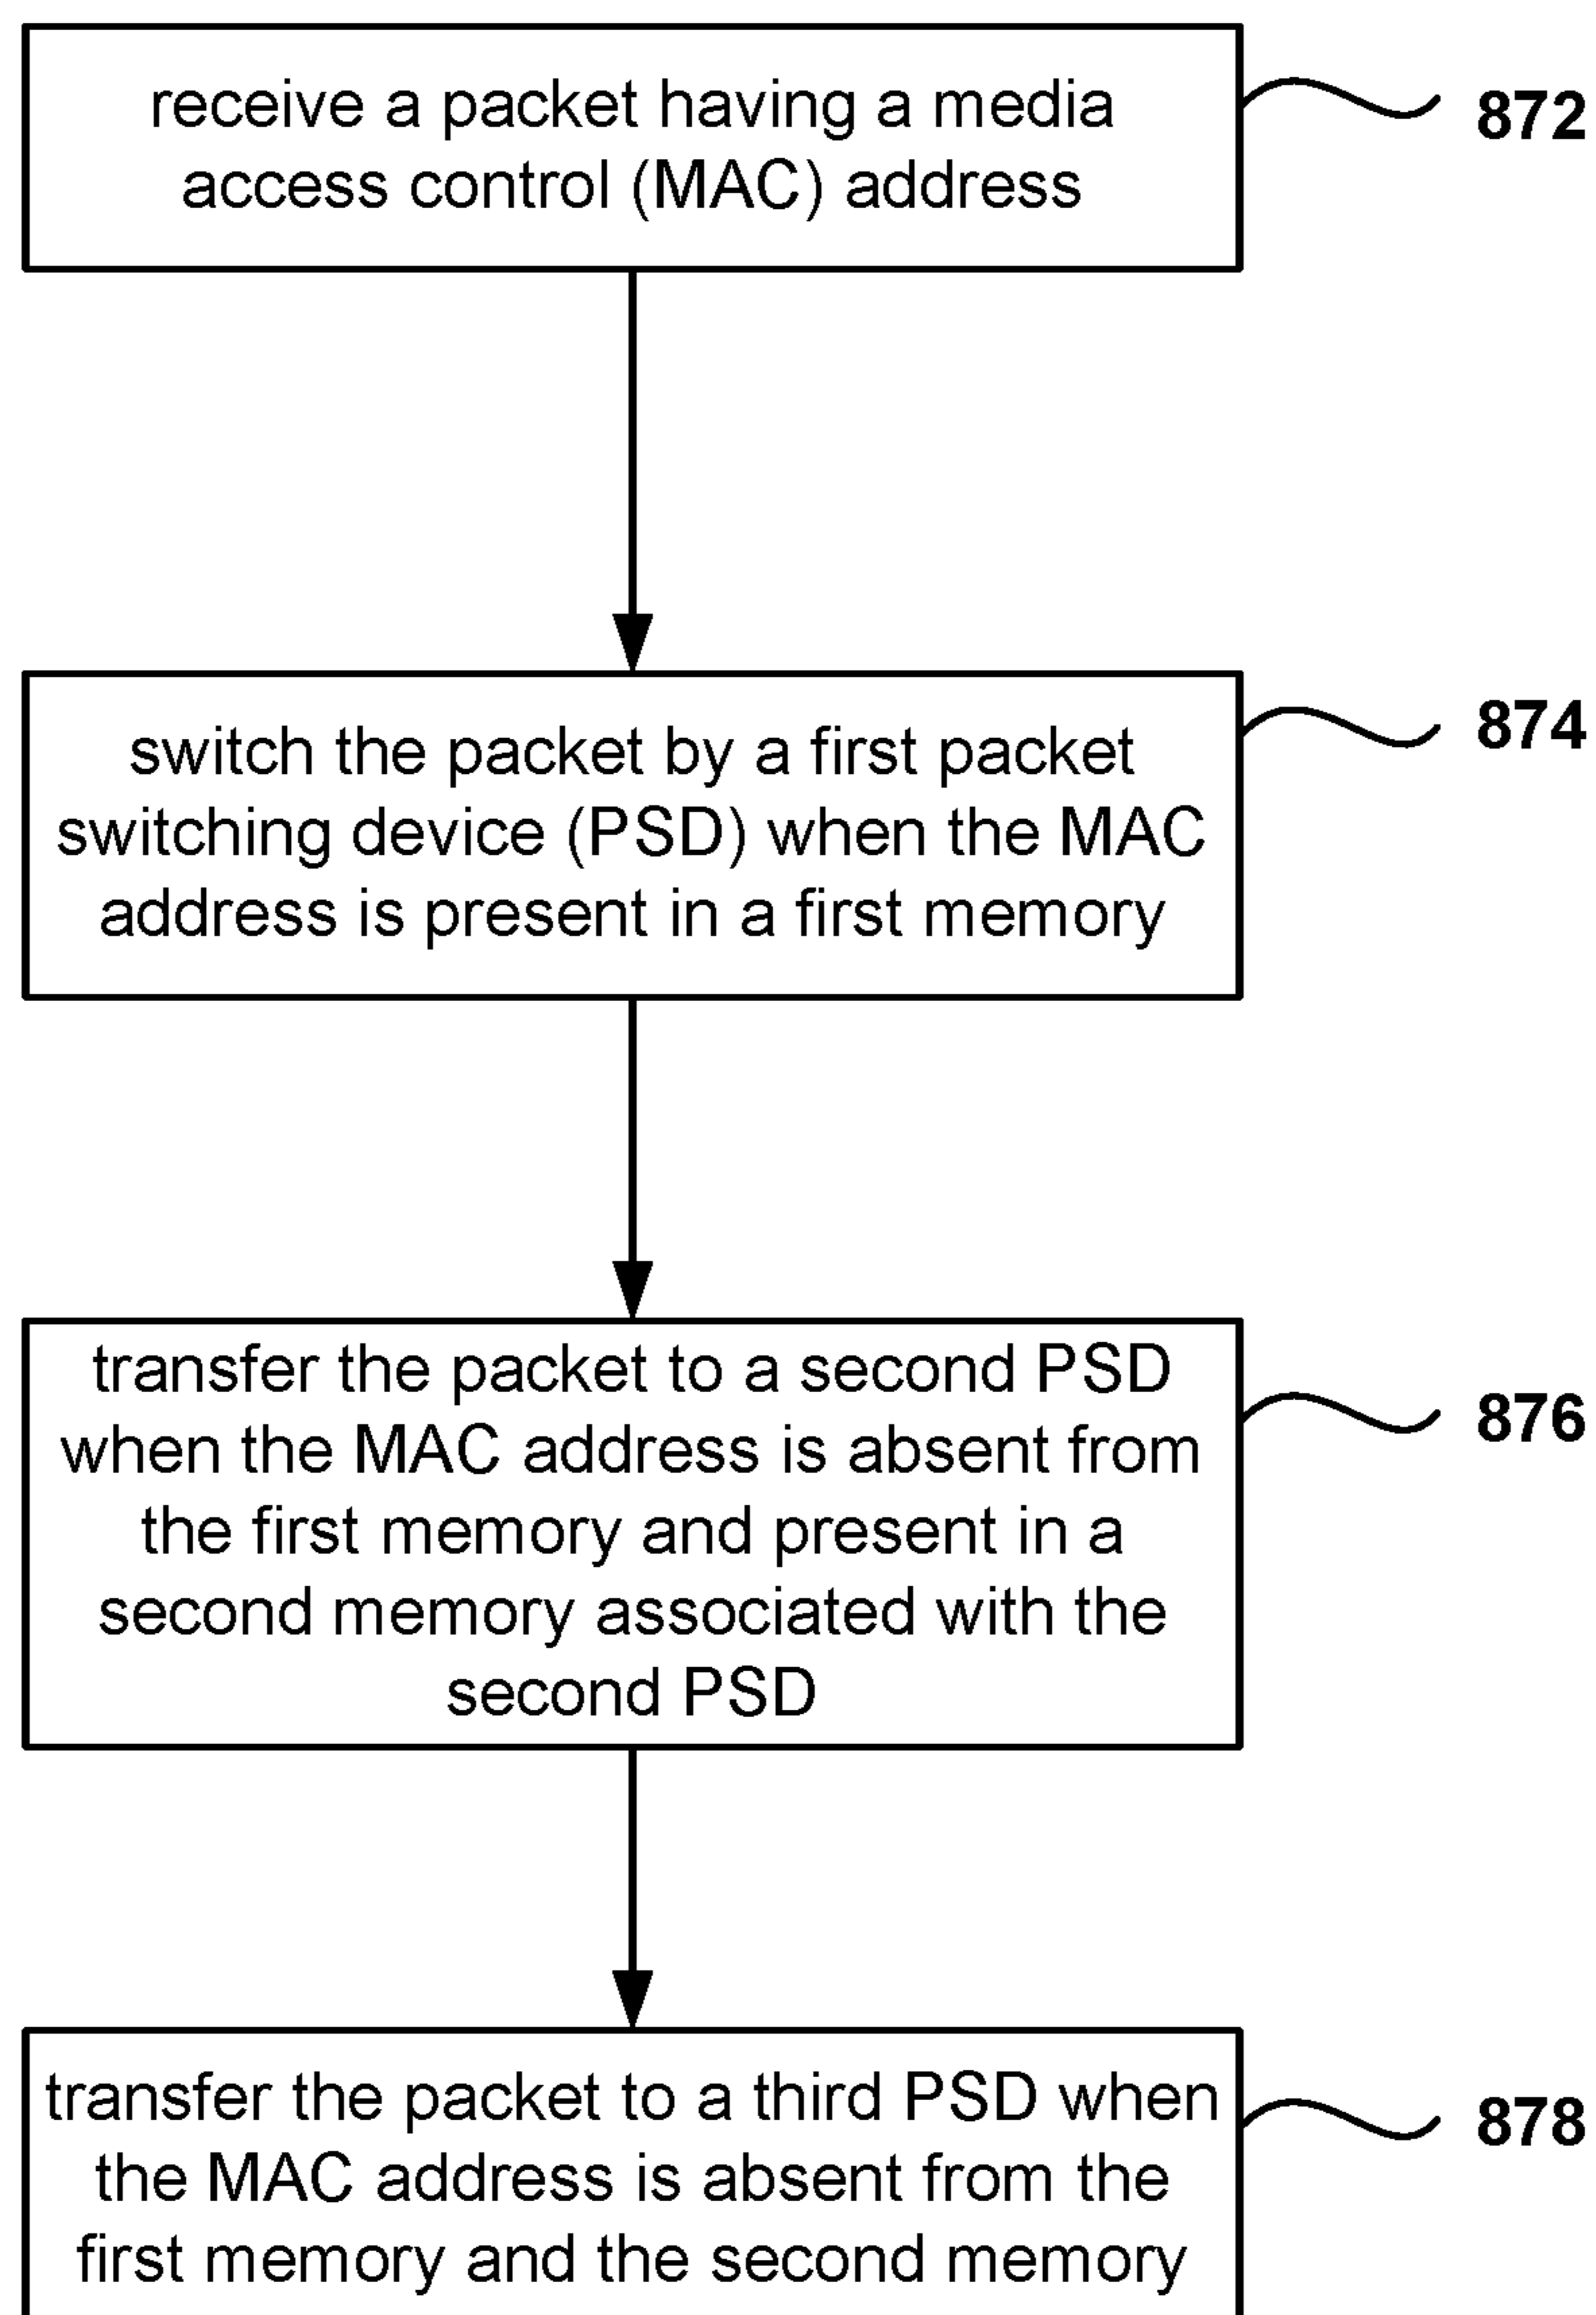 receive a packet having a media
access control (MAC) address
872
switch the packet by a first packet
switching device (PSD) when the MAC
address is present in a first memory
874
transfer the packet to a second PSD
when the MAC address is absent from
the first memory and present in a
second memory associated with the
second PSD
876
transfer the packet to a third PSD when
the MAC address is absent from the
first memory and the second memory
878